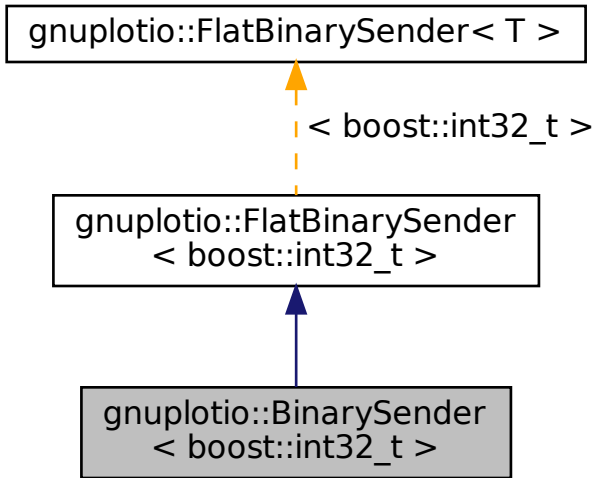 gnuplotio::FlatBinarySender< T >
< boost::int32_t >
gnuplotio::FlatBinarySender
< boost::int32_t >
gnuplotio::BinarySender
< boost::int32_t >